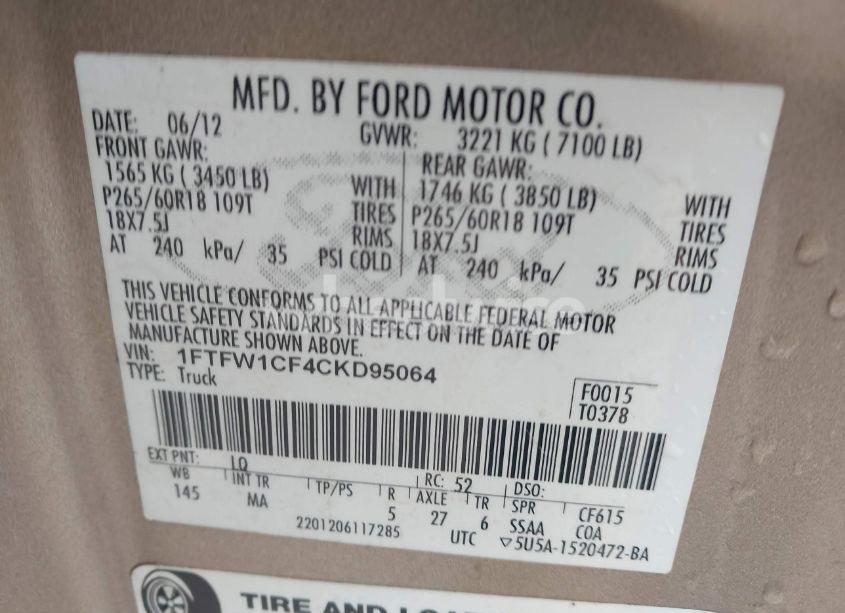 MFD. BY FORD MOTOR CO.
DATE: 06/12 GVWR: 3221 KG ( 7100 LB)
FRONT GAWR: REAR GAWR:
1565 KG ( 3450 LB) WITH 1746 KG ( 3850 LB) WITH
P265/60R18 109T TIRES P265/60R18 109T TIRES
18X7.5J RIMS 18X7.5J RIMS
AT 240 kPa/ 35 PSI COLD AT 240 kPa/ 35 PSI COLD
THIS VEHICLE CONFORMS TO ALL APPLICABLE FEDERAL MOTOR
VEHICLE SAFETY STANDARDS IN EFFECT ON THE DATE OF
MANUFACTURE SHOWN ABOVE.
VIN: 1FTFW1CF4CKD95064
TYPE: Truck
F0015
T0378
EXT PNT: LQ RC: 52 DSO:
WB INT TR TP/PS R AXLE TR SPR CF615
145 MA 5 27 6 SSAA COA
2201206117285 UTC ▽5U5A-1520472-BA
TIRE AND